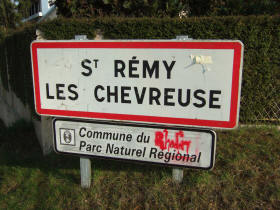 ST RÉMY
LES CHEVREUSE
Commune du
Parc Naturel Régional